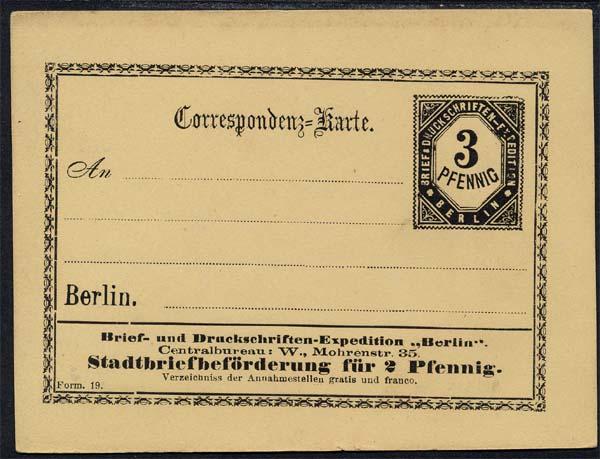 Correspondenz=Karte.
BRIEF & DRUCKSCHRIFTEN-EXPEDITION
3
PFENNIG
BERLIN
An
Berlin.
Brief- und Druckschriften-Expedition „Berlin“.
Centralbureau: W., Mohrenstr. 35.
Stadtbriefbeförderung für 2 Pfennig.
Verzeichniss der Annahmestellen gratis und franco.
Form. 19.